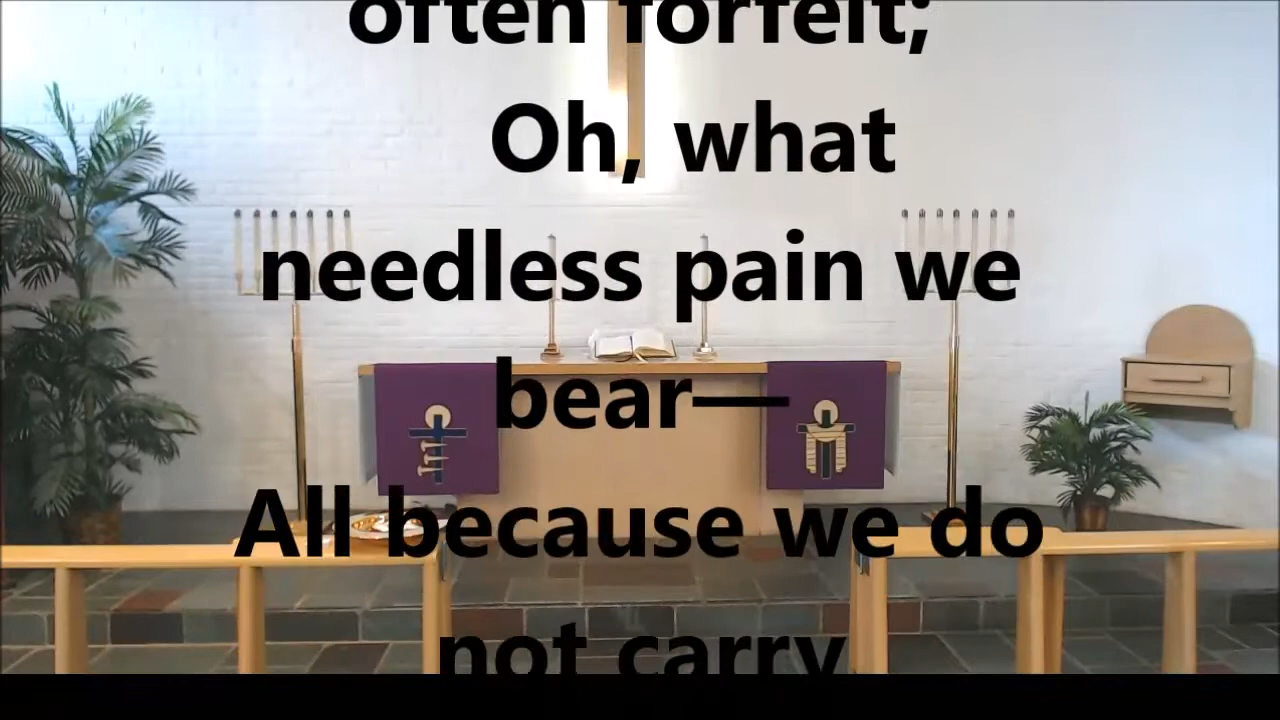 often forfeit;
Oh, what
needless pain we
bear—
All because we do
not carry